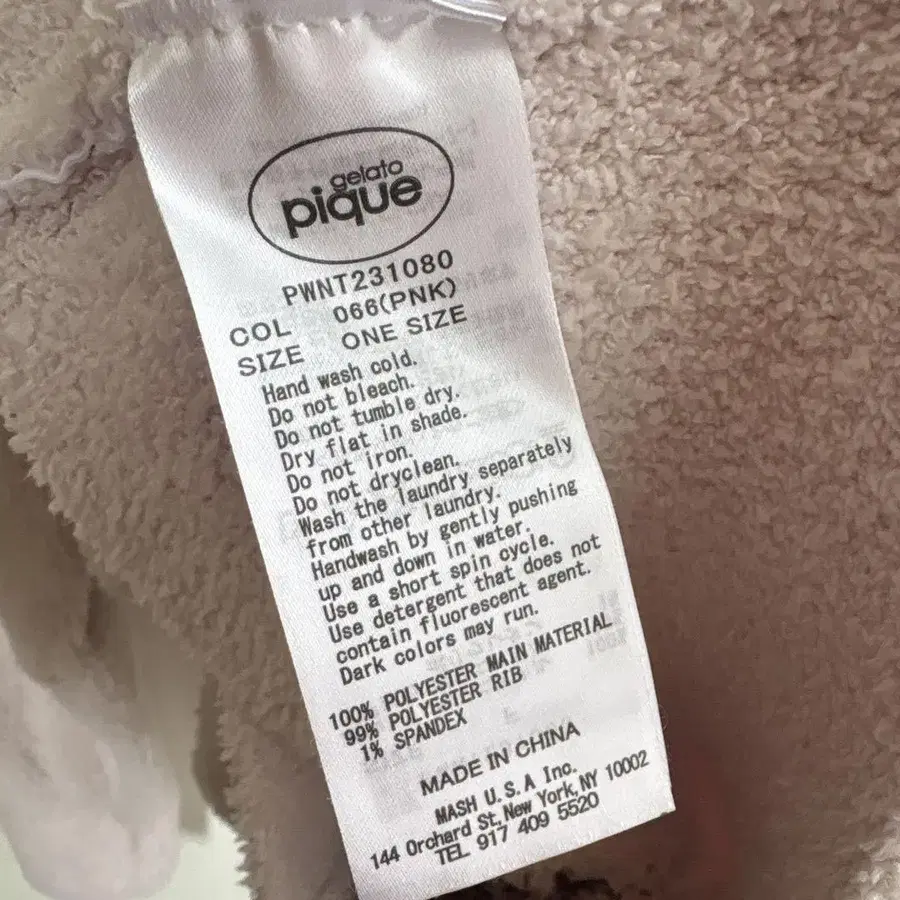 gelato
pique
PWNT231080
COL 066(PNK)
SIZE ONE SIZE
Hand wash cold.
Do not bleach.
Do not tumble dry.
Dry flat in shade.
Do not iron.
Do not dryclean.
Wash the laundry separately
from other laundry.
Handwash by gently pushing
up and down in water.
Use a short spin cycle.
Use detergent that does not
contain fluorescent agent.
Dark colors may run.
100% POLYESTER MAIN MATERIAL
99% POLYESTER RIB
1% SPANDEX
MADE IN CHINA
MASH U.S.A Inc.
144 Orchard St,New York,NY 10002
TEL 917 409 5520